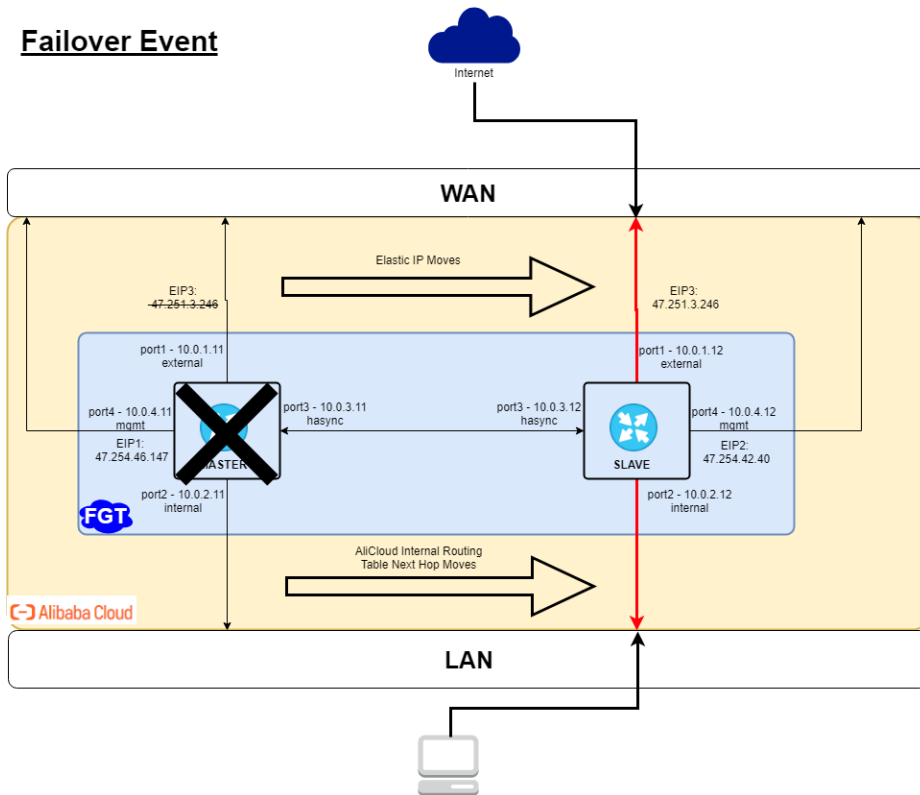 Failover Event
Internet
WAN
Elastic IP Moves
EIP3:
47.251.3.246
EIP3:
47.251.3.246
port1 - 10.0.1.11
external
port1 - 10.0.1.12
external
port4 - 10.0.4.11
mgmt
EIP1:
47.254.46.147
port3 - 10.0.3.11
hasync
port3 - 10.0.3.12
hasync
port4 - 10.0.4.12
mgmt
EIP2:
47.254.42.40
MASTER
SLAVE
port2 - 10.0.2.11
internal
port2 - 10.0.2.12
internal
FGT
AliCloud Internal Routing
Table Next Hop Moves
(-) Alibaba Cloud
LAN